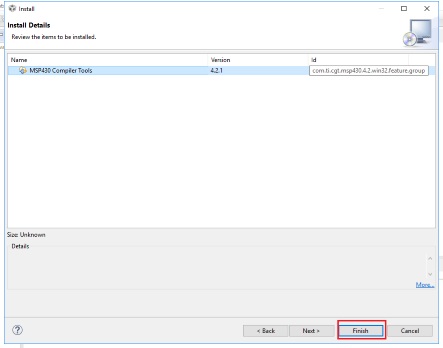 Install
Install Details
Review the items to be installed.
Name Version Id
MSP430 Compiler Tools 4.2.1 com.ti.cgt.msp430.4.2.win32.feature.group
Size: Unknown
Details
More...
< Back Next > Finish Cancel